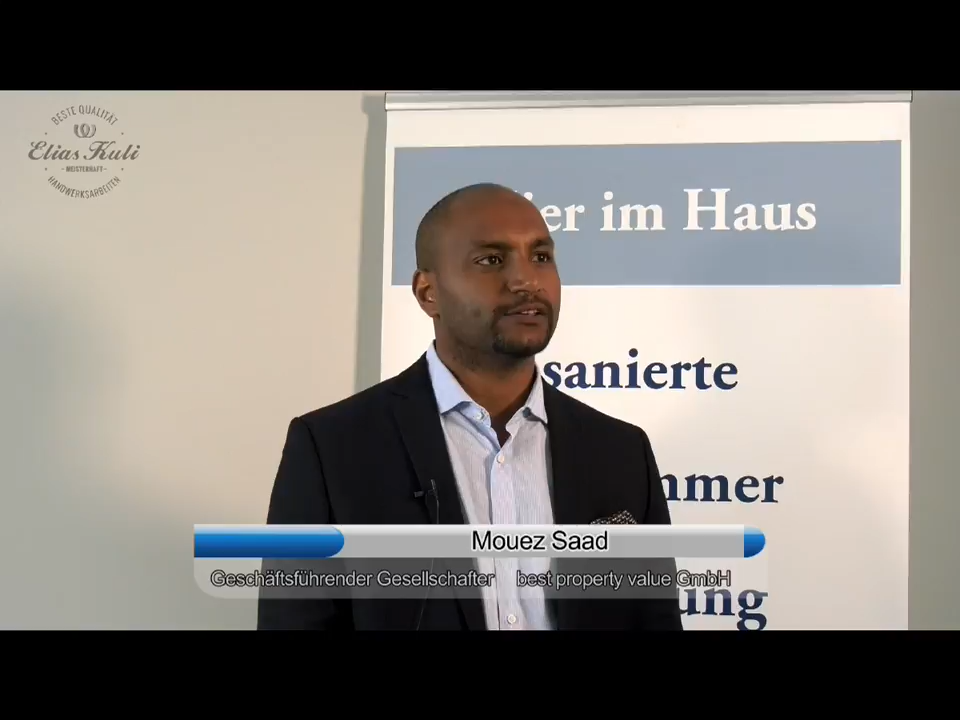 BESTE QUALITÄT
Elias Kuli
MEISTERHAFT
HANDWERKSARBEITEN
ier im Haus
sanierte
mmer
ung
Mouez Saad
Geschäftsführender Gesellschafter best property value GmbH